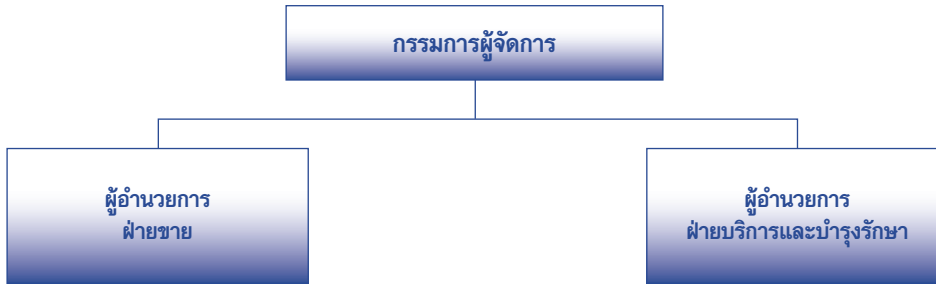 กรรมการผู้จัดการ
ผู้อำนวยการ
ฝ่ายขาย
ผู้อำนวยการ
ฝ่ายบริการและบำรุงรักษา